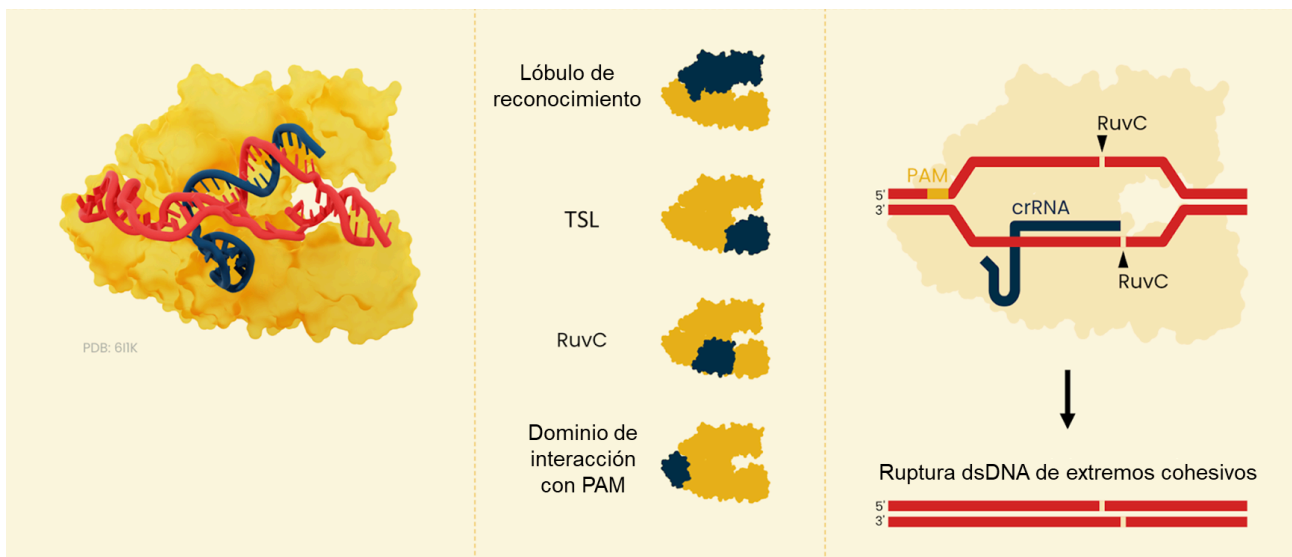 PDB: 6I1K
Lóbulo de
reconocimiento
TSL
RuvC
Dominio de
interacción
con PAM
RuvC
PAM
5'
3'
crRNA
RuvC
Ruptura dsDNA de extremos cohesivos
5'
3'